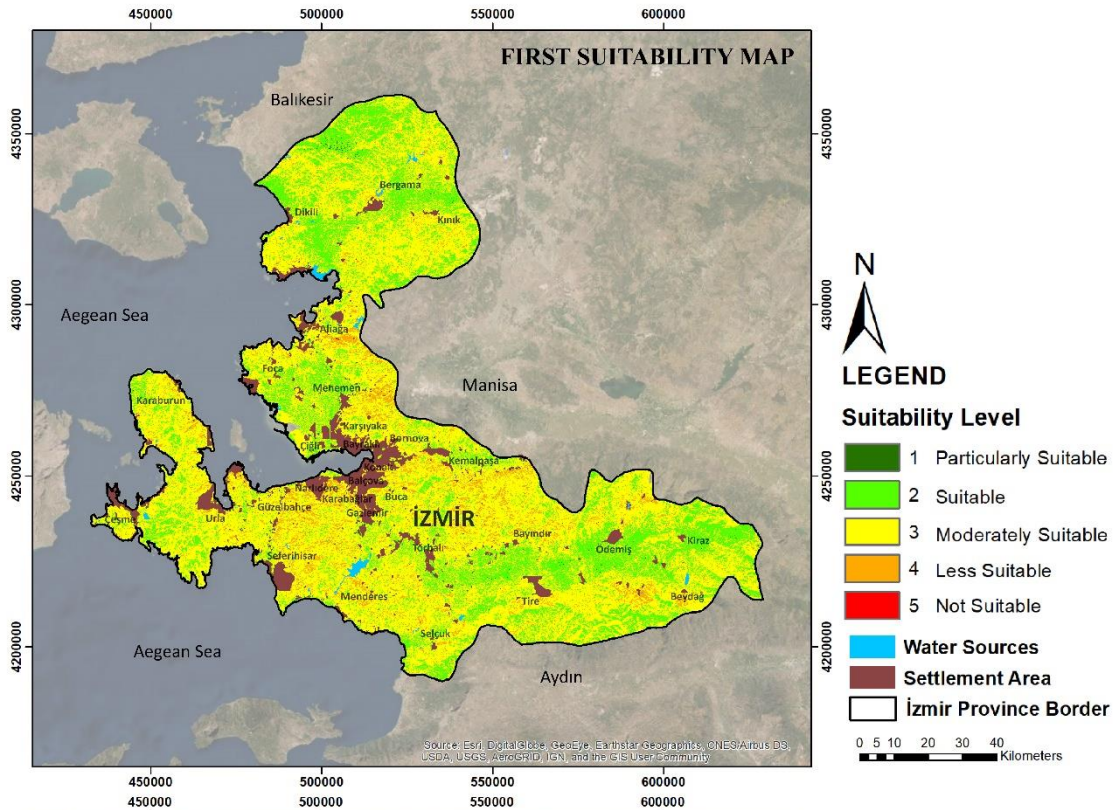 450000 500000 550000 600000
FIRST SUITABILITY MAP
Balıkesir
4350000
4350000
Bergama
Dikili
Kınık
4300000
4300000
Aegean Sea
Aliağa
Foça
Menemen
Manisa
Karaburun
Karşıyaka
Çiğli
Bayraklı
Bornova
Konak
Kemalpaşa
4250000
4250000
Balçova
Narlıdere
Karabağlar
Buca
Çeşme
Urla
Güzelbahçe
Gaziemir
İZMİR
Bayındır
Ödemiş
Kiraz
Torbalı
Seferihisar
Menderes
Tire
Beydağ
Selçuk
4200000
4200000
Aegean Sea
Aydın
Source: Esri, DigitalGlobe, GeoEye, Earthstar Geographics, CNES/Airbus DS,
USDA, USGS, AeroGRID, IGN, and the GIS User Community
450000 500000 550000 600000
N
LEGEND
Suitability Level
1 Particularly Suitable
2 Suitable
3 Moderately Suitable
4 Less Suitable
5 Not Suitable
Water Sources
Settlement Area
İzmir Province Border
Kilometers
0 5 10 20 30 40